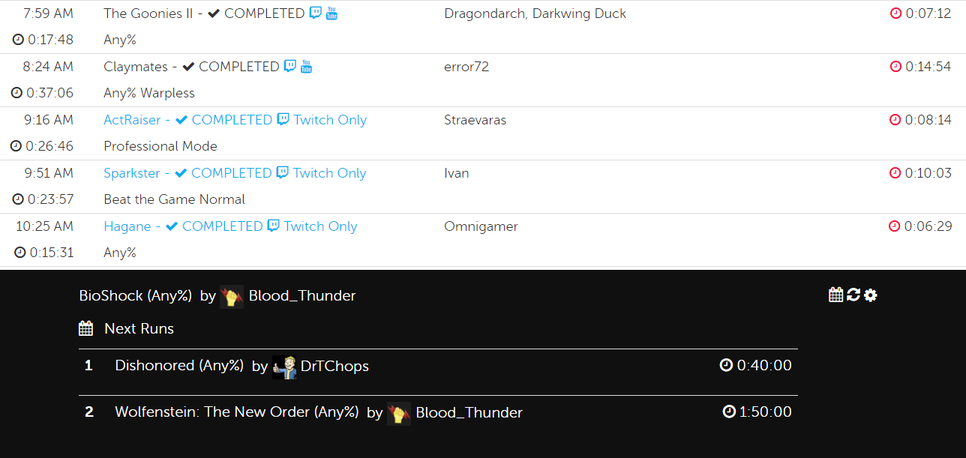 7:59 AM The Goonies II - ✔ COMPLETED You Tube Dragondarch, Darkwing Duck 0:07:12
0:17:48 Any%
8:24 AM Claymates - ✔ COMPLETED You Tube error72 0:14:54
0:37:06 Any% Warpless
9:16 AM ActRaiser - ✔ COMPLETED Twitch Only Straevaras 0:08:14
0:26:46 Professional Mode
9:51 AM Sparkster - ✔ COMPLETED Twitch Only Ivan 0:10:03
0:23:57 Beat the Game Normal
10:25 AM Hagane - ✔ COMPLETED Twitch Only Omnigamer 0:06:29
0:15:31 Any%
BioShock (Any%) by Blood_Thunder
Next Runs
1 Dishonored (Any%) by DrTChops 0:40:00
2 Wolfenstein: The New Order (Any%) by Blood_Thunder 1:50:00